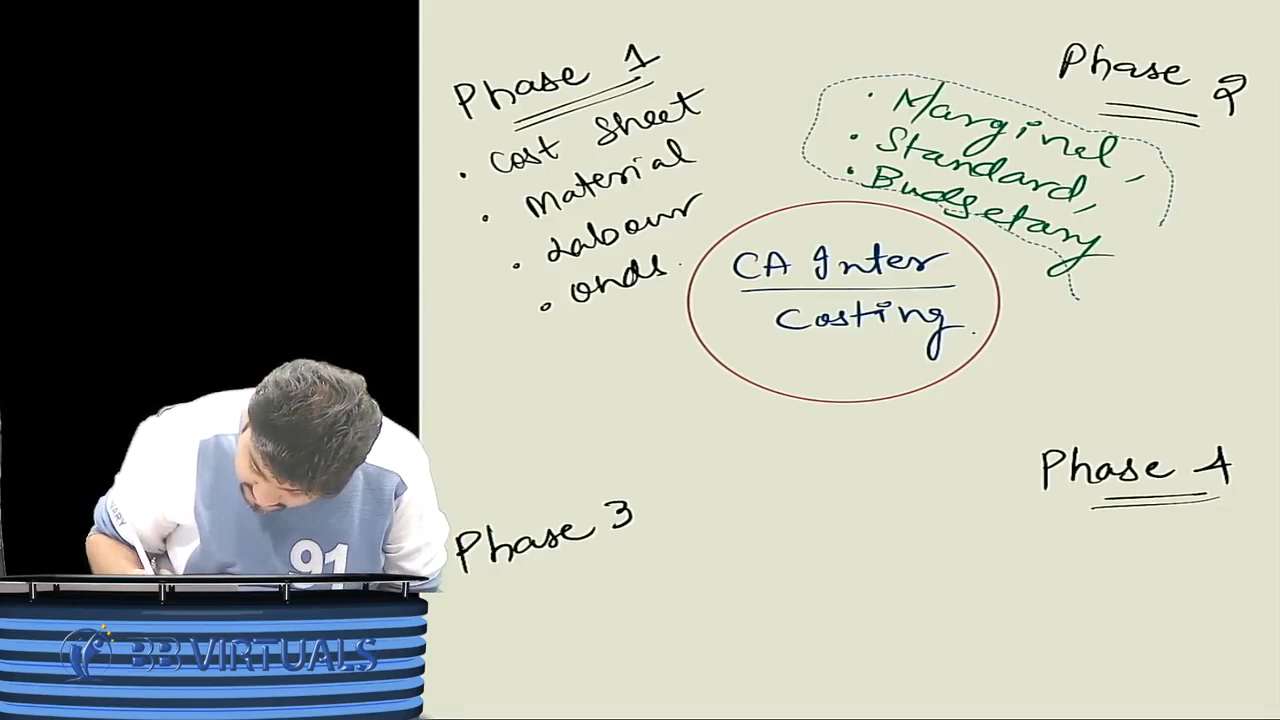 Phase 1
• Cost Sheet
• Material
• Labour
• OHDs.
Phase 2
• Marginal,
• Standard,
• Budgetary
CA Inter
Costing.
Phase 3
Phase 4
NARY
91
BB VIRTUALS